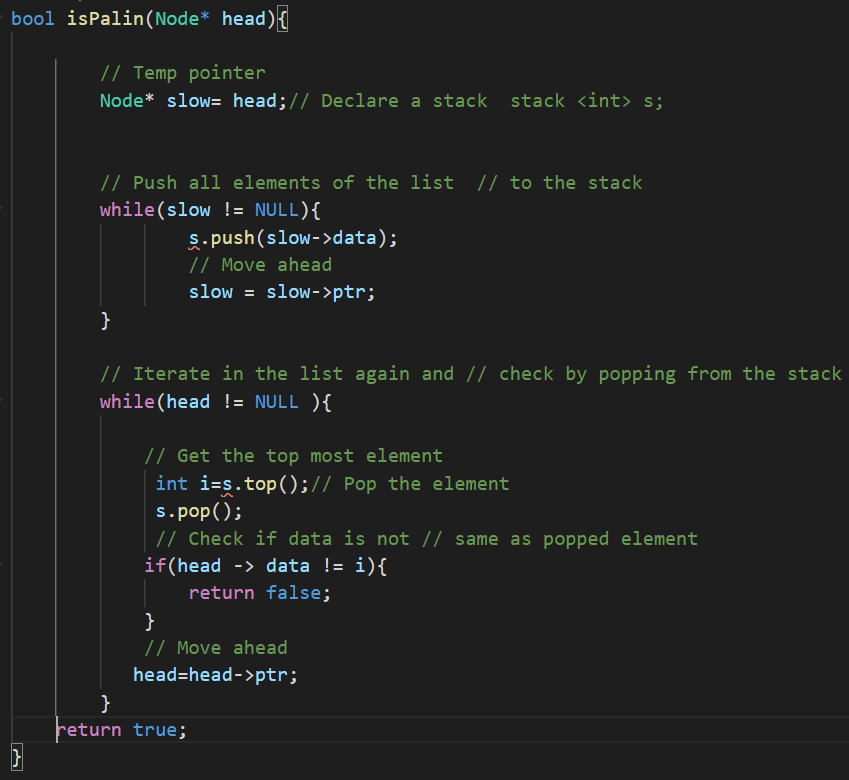 bool isPalin(Node* head){
// Temp pointer
Node* slow= head;// Declare a stack  stack <int> s;
// Push all elements of the list  // to the stack
while(slow != NULL){
s.push(slow->data);
// Move ahead
slow = slow->ptr;
}
// Iterate in the list again and // check by popping from the stack
while(head != NULL ){
// Get the top most element
int i=s.top();// Pop the element
s.pop();
// Check if data is not // same as popped element
if(head -> data != i){
return false;
}
// Move ahead
head=head->ptr;
}
return true;
}